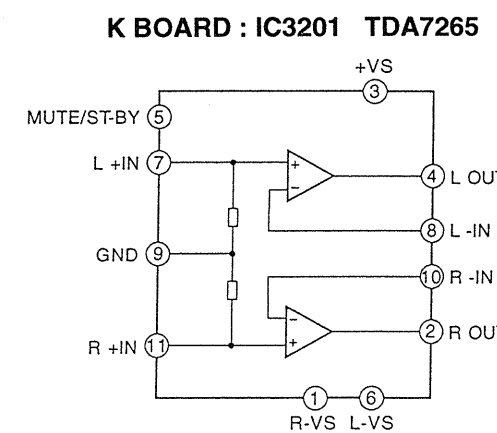 K BOARD : IC3201 TDA7265
+VS
3
MUTE/ST-BY 5
L +IN 7
+
−
4 L OUT
8 L -IN
GND 9
10 R -IN
−
+
2 R OUT
R +IN 11
1 6
R-VS L-VS